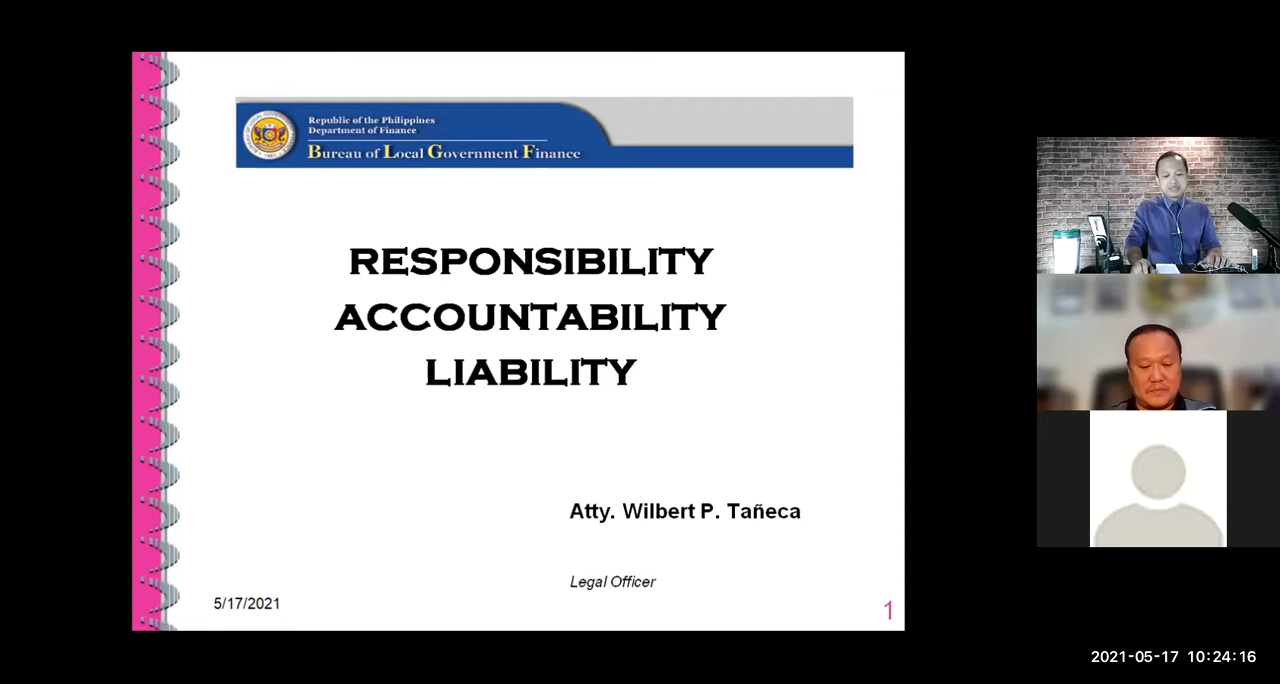 Republic of the Philippines
Department of Finance
Bureau of Local Government Finance
RESPONSIBILITY
ACCOUNTABILITY
LIABILITY
Atty. Wilbert P. Tañeca
Legal Officer
5/17/2021
1
2021-05-17 10:24:16